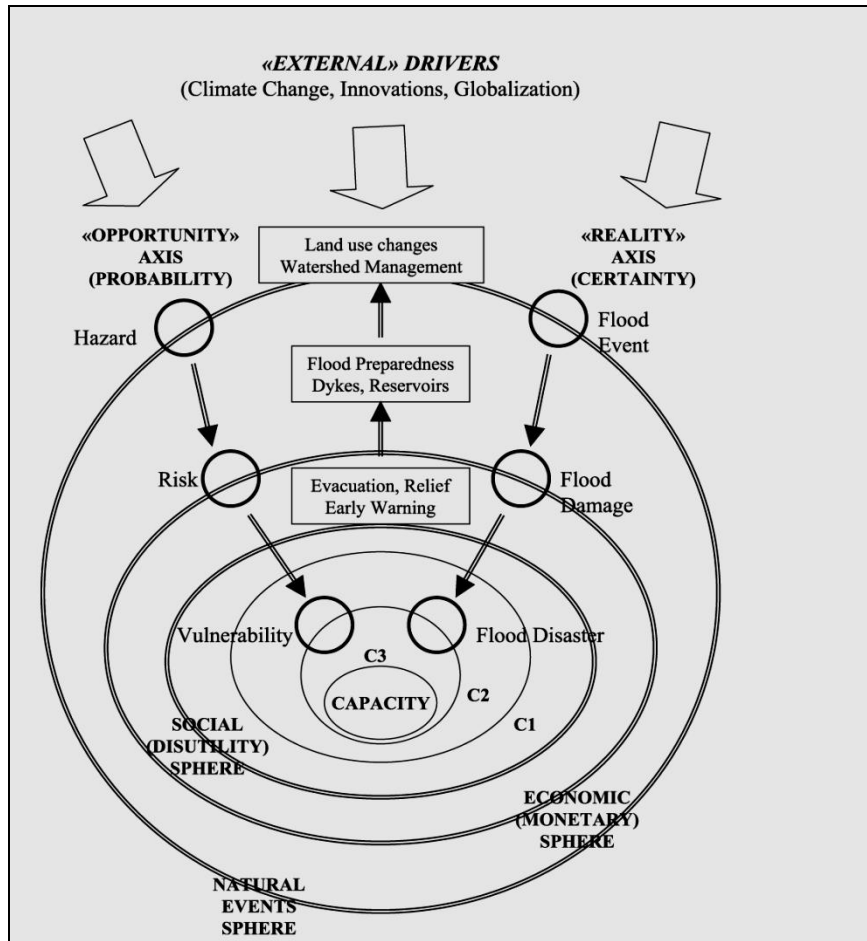 «EXTERNAL» DRIVERS
(Climate Change, Innovations, Globalization)
«OPPORTUNITY»
AXIS
(PROBABILITY)
Land use changes
Watershed Management
«REALITY»
AXIS
(CERTAINTY)
Hazard
Flood
Event
Flood Preparedness
Dykes, Reservoirs
Risk
Evacuation, Relief
Early Warning
Flood
Damage
Vulnerability
Flood Disaster
C3
CAPACITY
C2
C1
SOCIAL
(DISUTILITY)
SPHERE
ECONOMIC
(MONETARY)
SPHERE
NATURAL
EVENTS
SPHERE